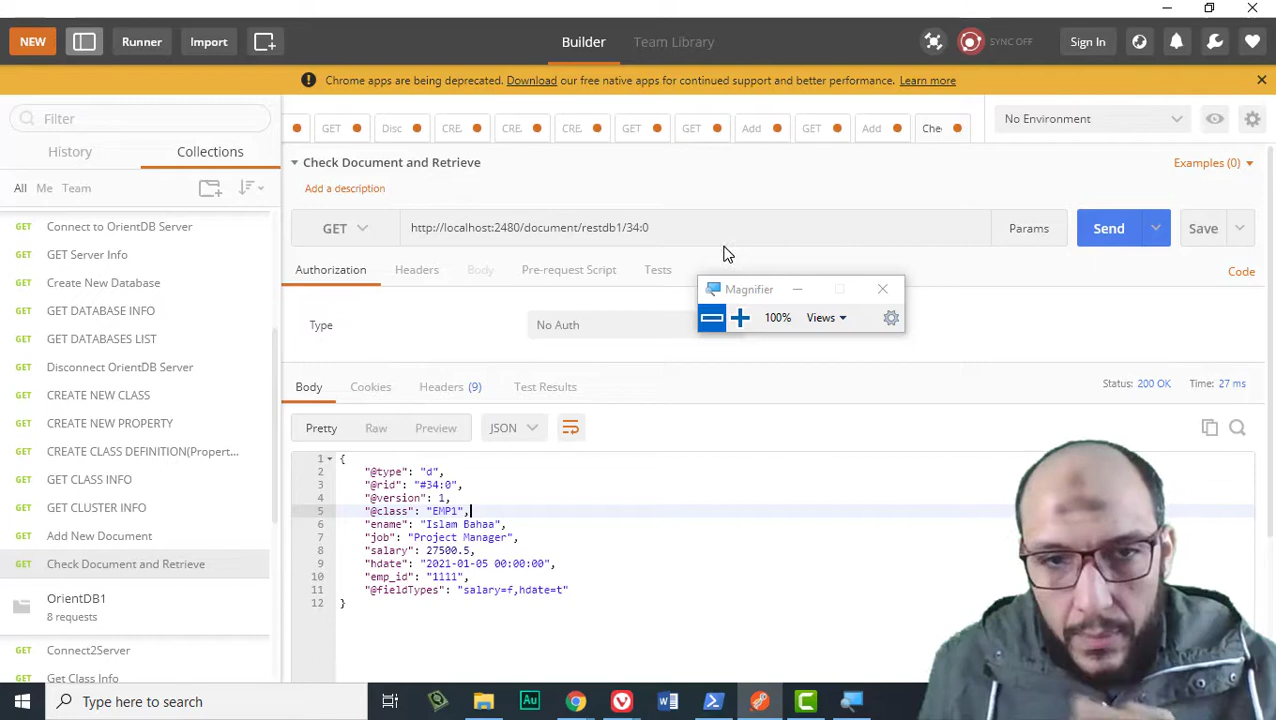 NEW
Runner
Import
Builder
Team Library
SYNC OFF
Sign In
Chrome apps are being deprecated. Download our free native apps for continued support and better performance. Learn more
Filter
History
Collections
All Me Team
GET Connect to OrientDB Server
GET GET Server Info
GET Create New Database
GET GET DATABASE INFO
GET GET DATABASES LIST
GET Disconnect OrientDB Server
GET CREATE NEW CLASS
GET CREATE NEW PROPERTY
GET CREATE CLASS DEFINITION(Propert...
GET GET CLASS INFO
GET GET CLUSTER INFO
GET Add New Document
GET Check Document and Retrieve
OrientDB1
8 requests
GET Connect2Server
GET Get Class Info
GET Disc CRE. CRE. CRE. GET GET Add GET Add Che
No Environment
Check Document and Retrieve
Examples (0)
Add a description
GET http://localhost:2480/document/restdb1/34:0 Params Send Save
Authorization Headers Body Pre-request Script Tests Code
Magnifier
100% Views
Type No Auth
Body Cookies Headers (9) Test Results Status: 200 OK Time: 27 ms
Pretty Raw Preview JSON
1 {
2 "@type": "d",
3 "@rid": "#34:0",
4 "@version": 1,
5 "@class": "EMP1",
6 "ename": "Islam Bahaa",
7 "job": "Project Manager",
8 "salary": 27500.5,
9 "hdate": "2021-01-05 00:00:00",
10 "emp_id": "1111",
11 "@fieldTypes": "salary=f,hdate=t"
12 }
Type here to search
Au